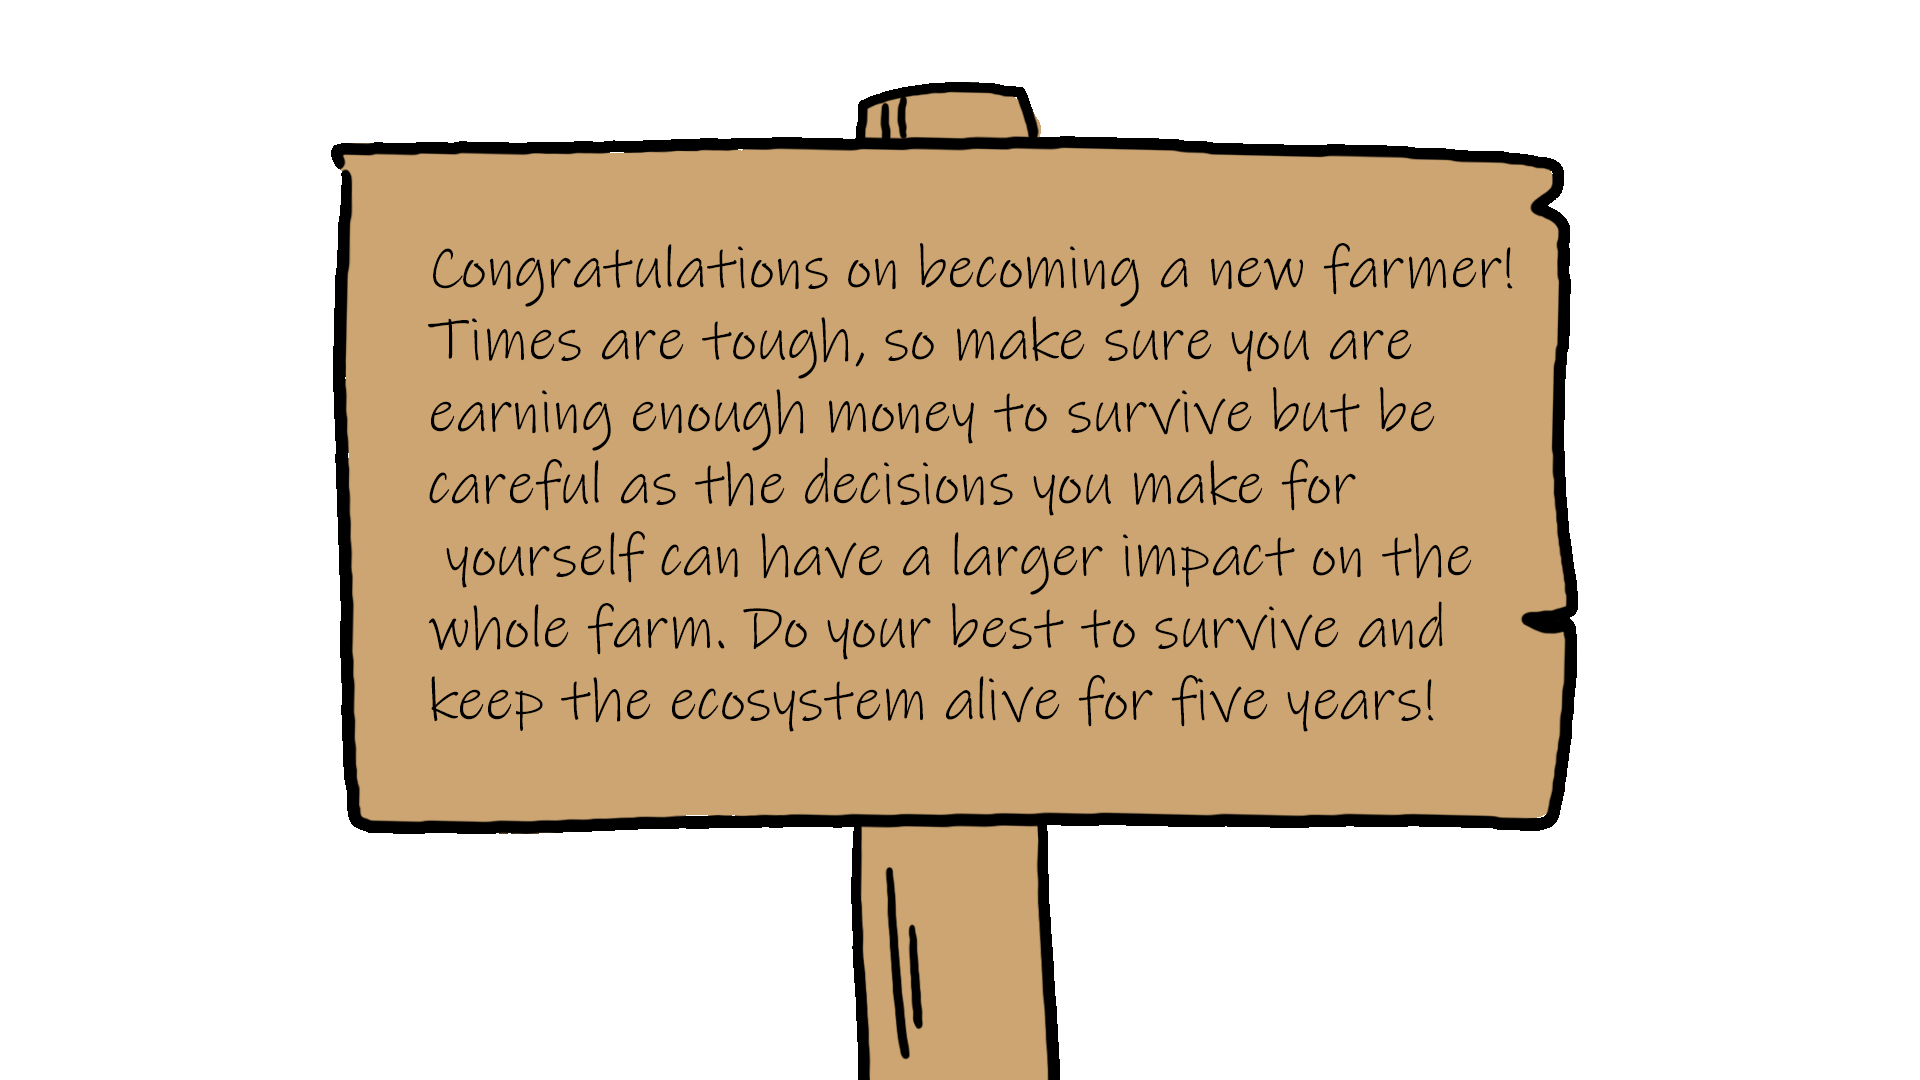 Congratulations on becoming a new farmer!
Times are tough, so make sure you are
earning enough money to survive but be
careful as the decisions you make for
yourself can have a larger impact on the
whole farm. Do your best to survive and
keep the ecosystem alive for five years!